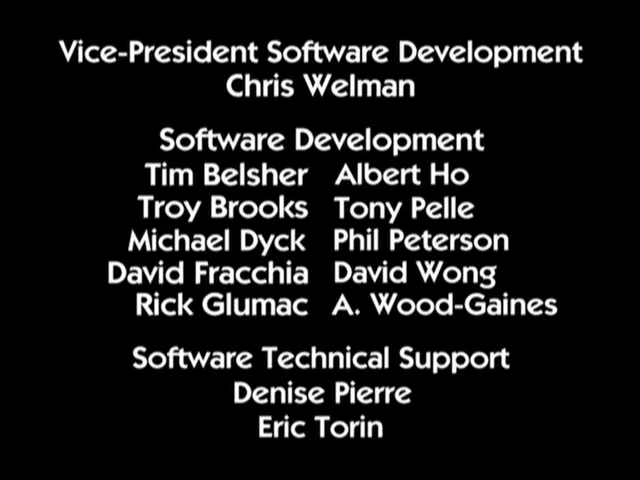 Vice-President Software Development
Chris Welman
Software Development
Tim Belsher Albert Ho
Troy Brooks Tony Pelle
Michael Dyck Phil Peterson
David Fracchia David Wong
Rick Glumac A. Wood-Gaines
Software Technical Support
Denise Pierre
Eric Torin